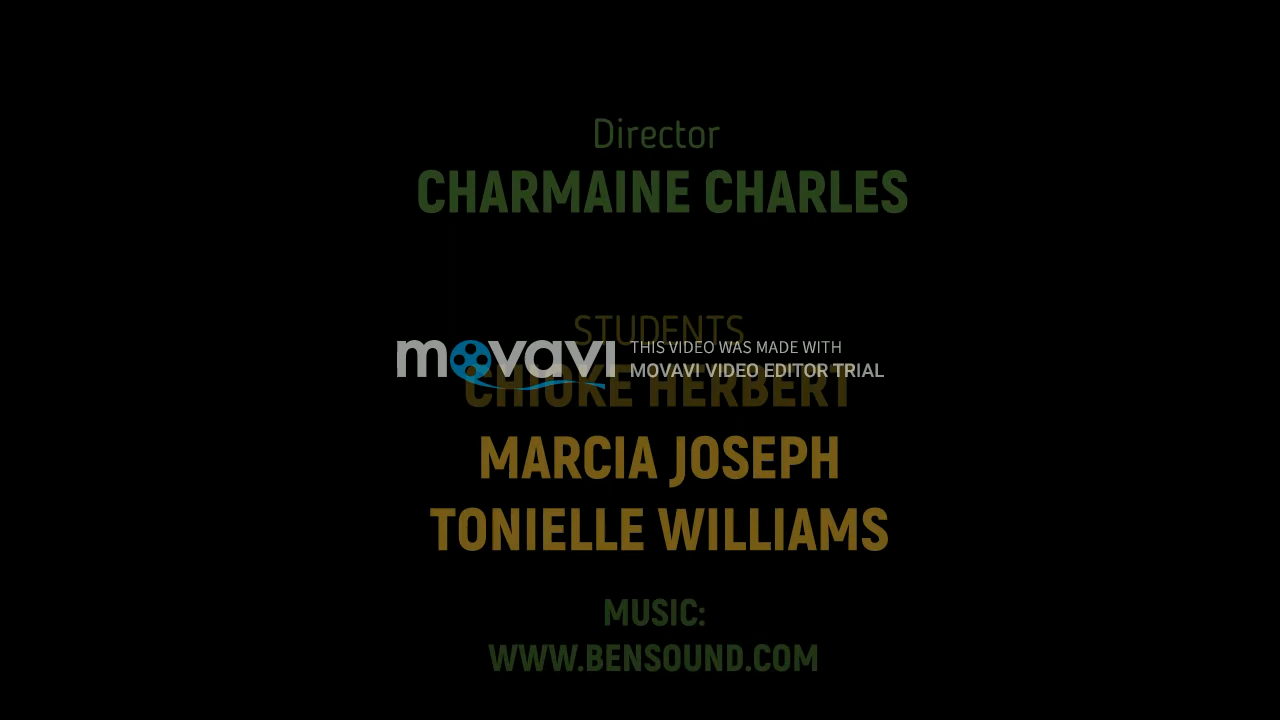 Director
CHARMAINE CHARLES
STUDENTS
movavi
THIS VIDEO WAS MADE WITH
MOVAVI VIDEO EDITOR TRIAL
CHIOKE HERBERT
MARCIA JOSEPH
TONIELLE WILLIAMS
MUSIC:
WWW.BENSOUND.COM